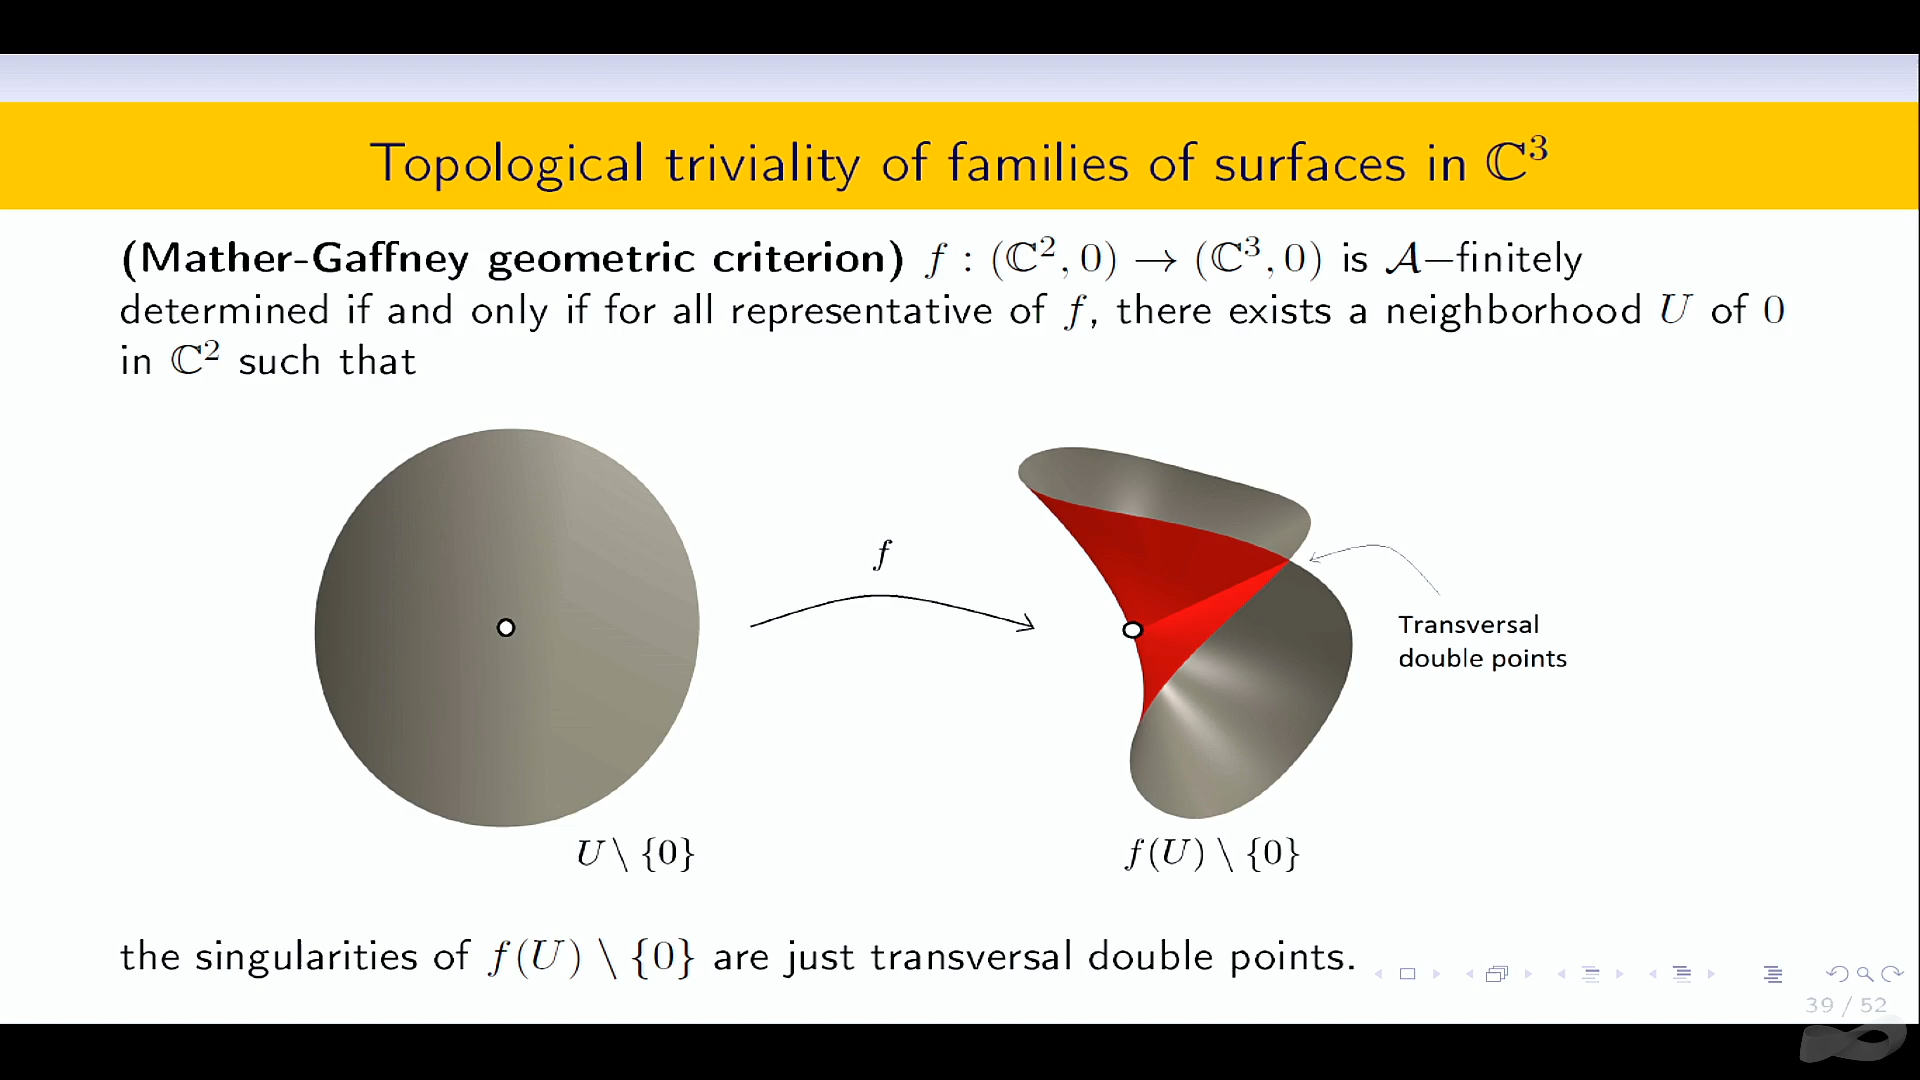 Topological triviality of families of surfaces in ℂ³
(Mather-Gaffney geometric criterion) f : (ℂ², 0) → (ℂ³, 0) is 𝒜−finitely
determined if and only if for all representative of f, there exists a neighborhood U of 0
in ℂ² such that
f
Transversal
double points
U \ {0}
f(U) \ {0}
the singularities of f(U) \ {0} are just transversal double points.
39 / 52